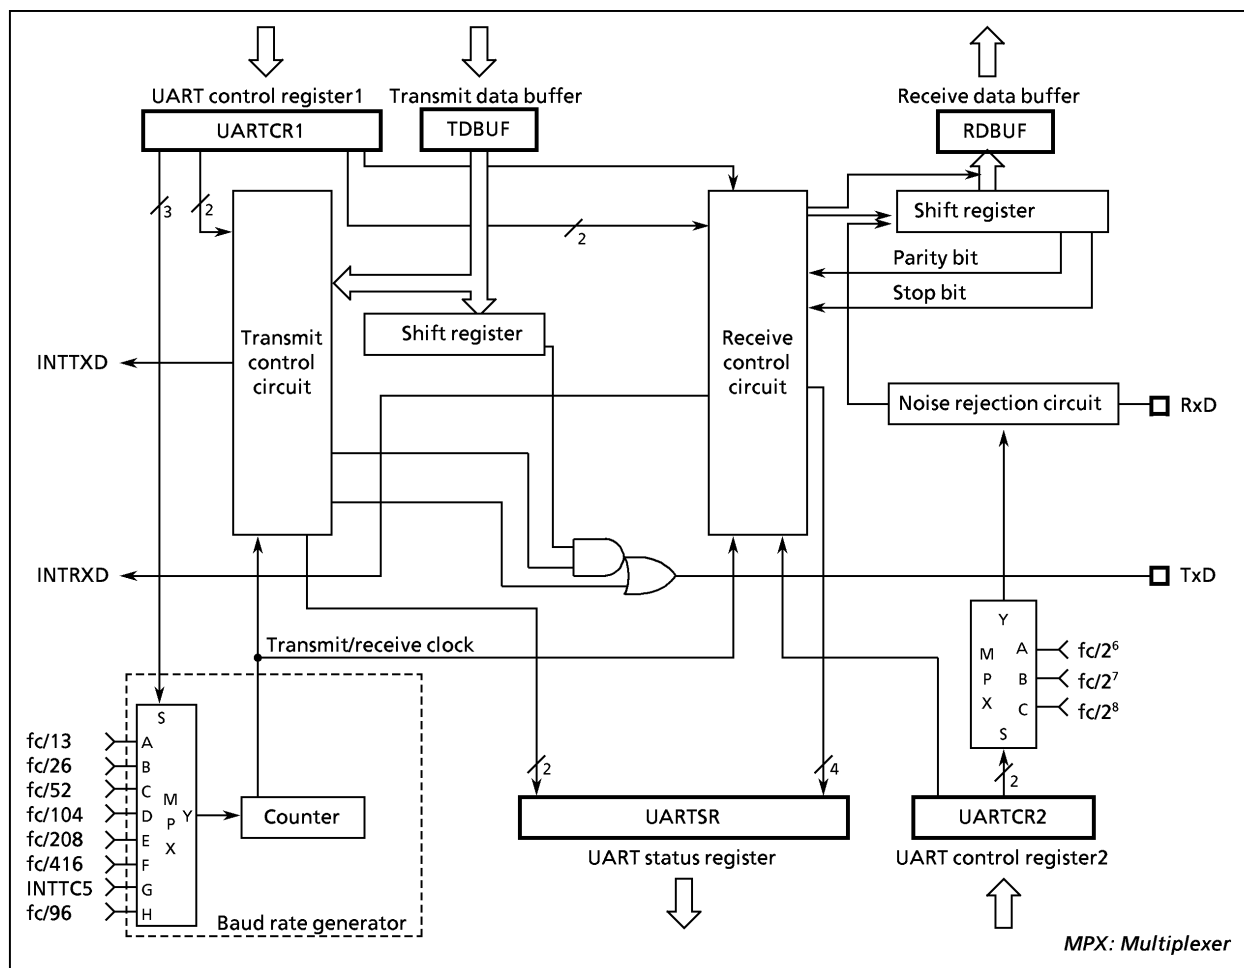 UART control register1
Transmit data buffer
Receive data buffer
UARTCR1
TDBUF
RDBUF
3
2
2
Shift register
Parity bit
Stop bit
Shift register
Transmit
control
circuit
Receive
control
circuit
INTTXD
Noise rejection circuit
RxD
INTRXD
TxD
Transmit/receive clock
Y
M
P
X
A
B
C
S
fc/2⁶
fc/2⁷
fc/2⁸
S
fc/13
A
fc/26
B
fc/52
C
fc/104
D
fc/208
E
fc/416
F
INTTC5
G
fc/96
H
M
P
X
Y
Counter
Baud rate generator
2
4
2
UARTSR
UART status register
UARTCR2
UART control register2
MPX: Multiplexer